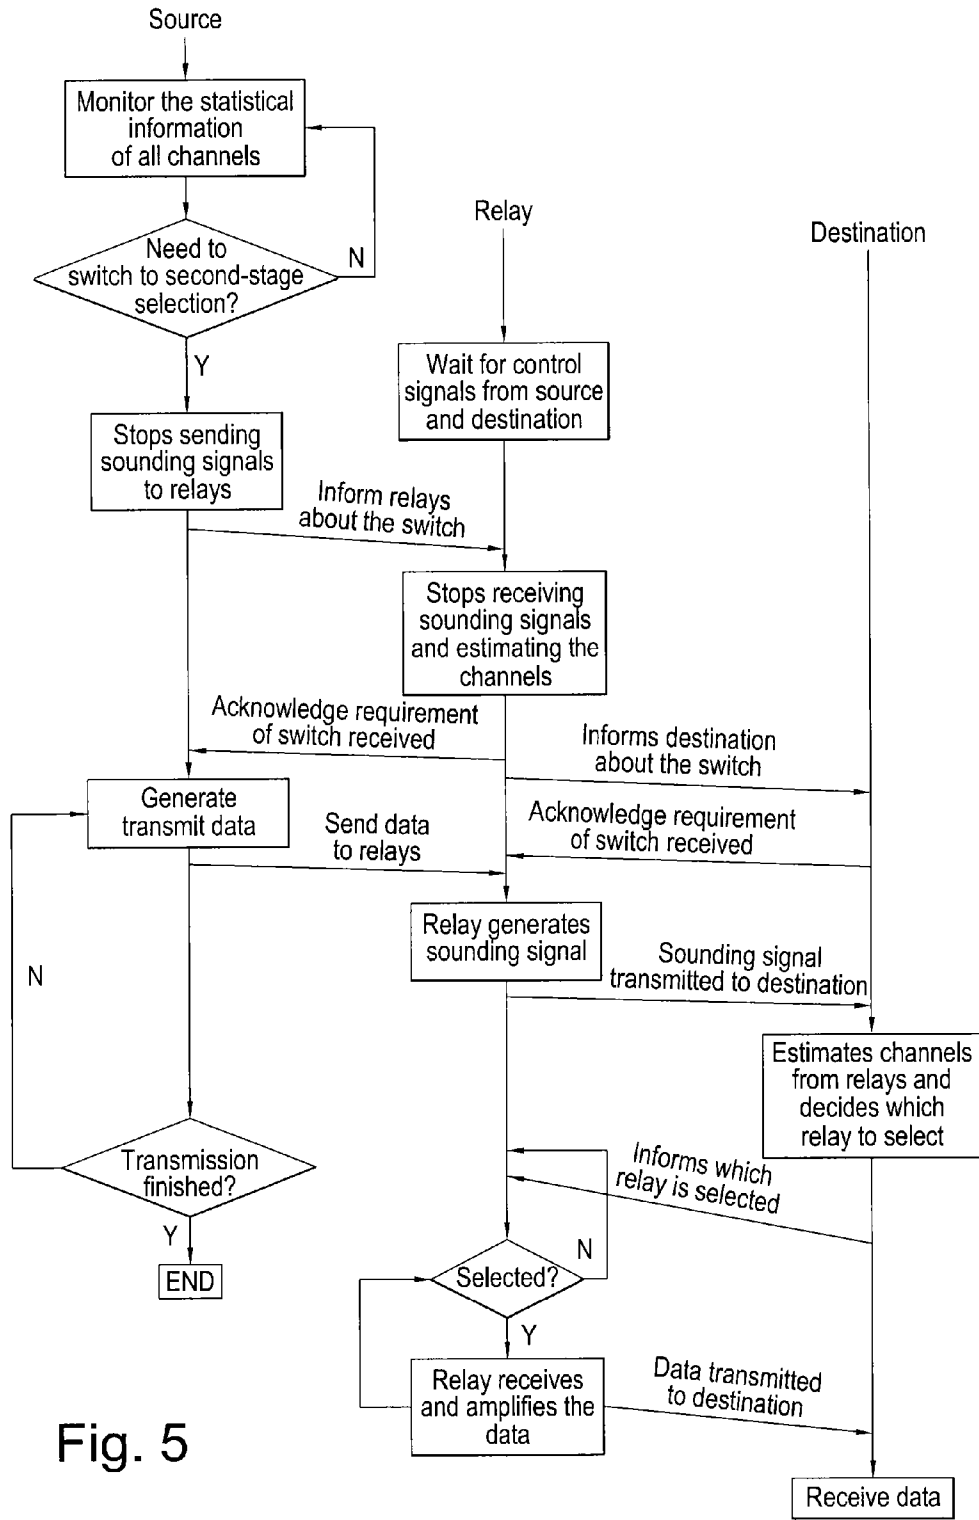 Source
Monitor the statistical
information
of all channels
Relay
Destination
Need to
switch to second-stage
selection?
N
Y
Wait for control
signals from source
and destination
Stops sending
sounding signals
to relays
Inform relays
about the switch
Stops receiving
sounding signals
and estimating the
channels
Acknowledge requirement
of switch received
Informs destination
about the switch
Generate
transmit data
Send data
to relays
Acknowledge requirement
of switch received
Relay generates
sounding signal
Sounding signal
transmitted to destination
N
Estimates channels
from relays and
decides which
relay to select
Transmission
finished?
Informs which
relay is selected
Y
END
N
Selected?
Y
Relay receives
and amplifies the
data
Data transmitted
to destination
Fig. 5
Receive data